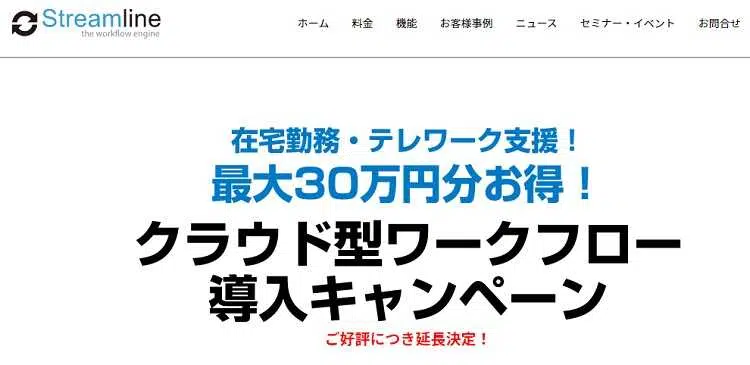 Streamline
the workflow engine
ホーム 料金 機能 お客様事例 ニュース セミナー・イベント お問合せ
在宅勤務・テレワーク支援！
最大30万円分お得！
クラウド型ワークフロー
導入キャンペーン
ご好評につき延長決定！